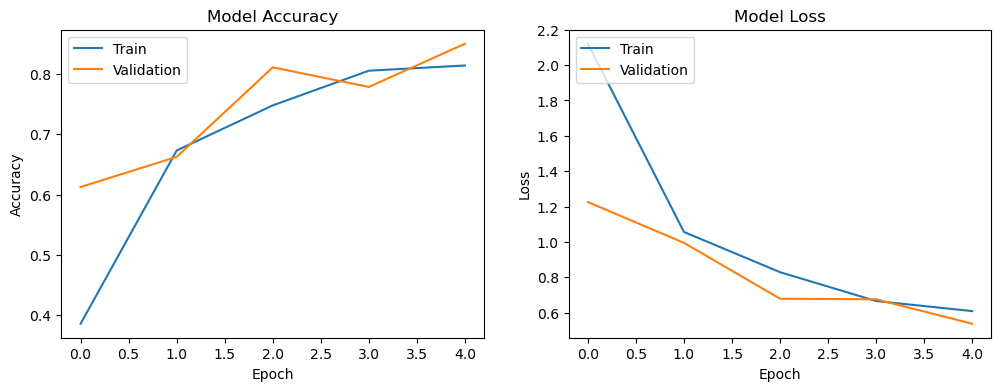 Model Accuracy
Train
Validation
0.8
0.7
0.6
0.5
0.4
Accuracy
0.0 0.5 1.0 1.5 2.0 2.5 3.0 3.5 4.0
Epoch
Model Loss
Train
Validation
2.2
2.0
1.8
1.6
1.4
1.2
1.0
0.8
0.6
Loss
0.0 0.5 1.0 1.5 2.0 2.5 3.0 3.5 4.0
Epoch